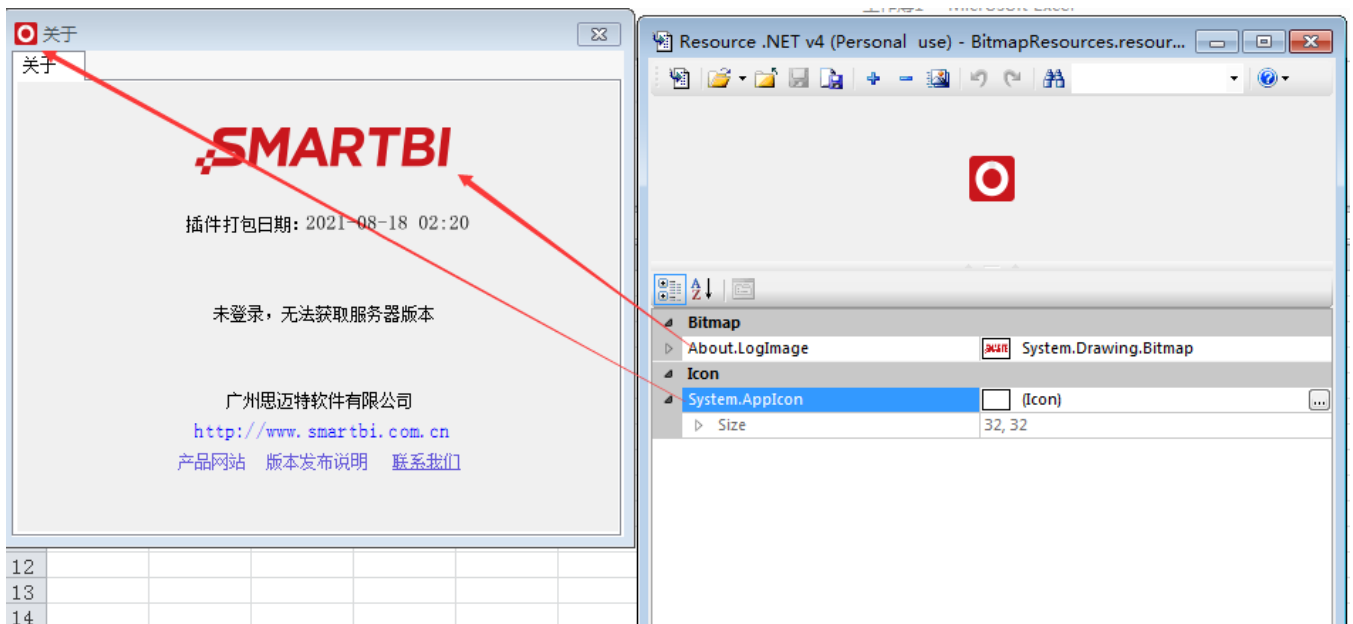 关于
关于
SMARTBI
插件打包日期: 2021-08-18 02:20
未登录，无法获取服务器版本
广州思迈特软件有限公司
http://www.smartbi.com.cn
产品网站 版本发布说明 联系我们
12
13
14
Resource .NET v4 (Personal use) - BitmapResources.resour...
Bitmap
About.LogImage System.Drawing.Bitmap
Icon
System.AppIcon (Icon) ...
Size 32, 32